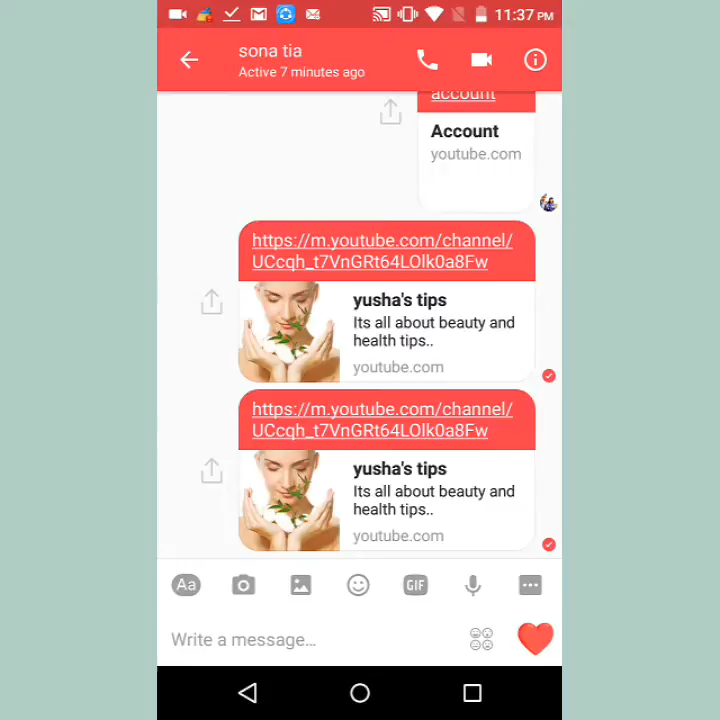 11:37 PM
sona tia
Active 7 minutes ago
account
Account
youtube.com
https://m.youtube.com/channel/
UCcqh_t7VnGRt64LOlk0a8Fw
yusha's tips
Its all about beauty and
health tips..
youtube.com
https://m.youtube.com/channel/
UCcqh_t7VnGRt64LOlk0a8Fw
yusha's tips
Its all about beauty and
health tips..
youtube.com
Aa
GIF
Write a message...